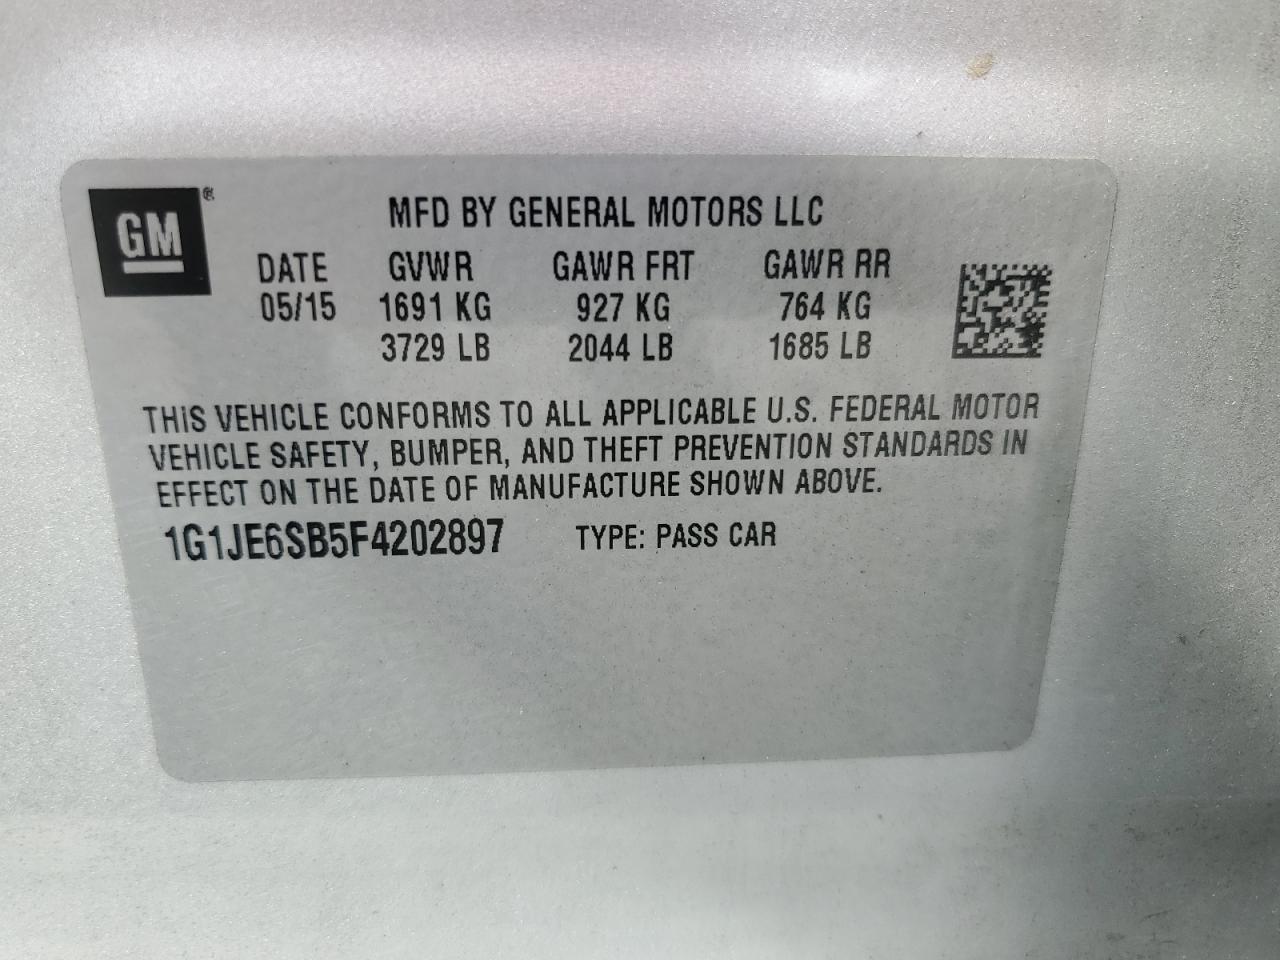 GM®
MFD BY GENERAL MOTORS LLC
DATE GVWR GAWR FRT GAWR RR
05/15 1691 KG 927 KG 764 KG
3729 LB 2044 LB 1685 LB
THiS VEHICLE CONFORMS TO ALL APPLICABLE U.S. FEDERAL MOTOR
VEHICLE SAFETY, BUMPER, AND THEFT PREVENTION STANDARDS IN
EFFECT ON THE DATE OF MANUFACTURE SHOWN ABOVE.
1G1JE6SB5F4202897 TYPE: PASS CAR